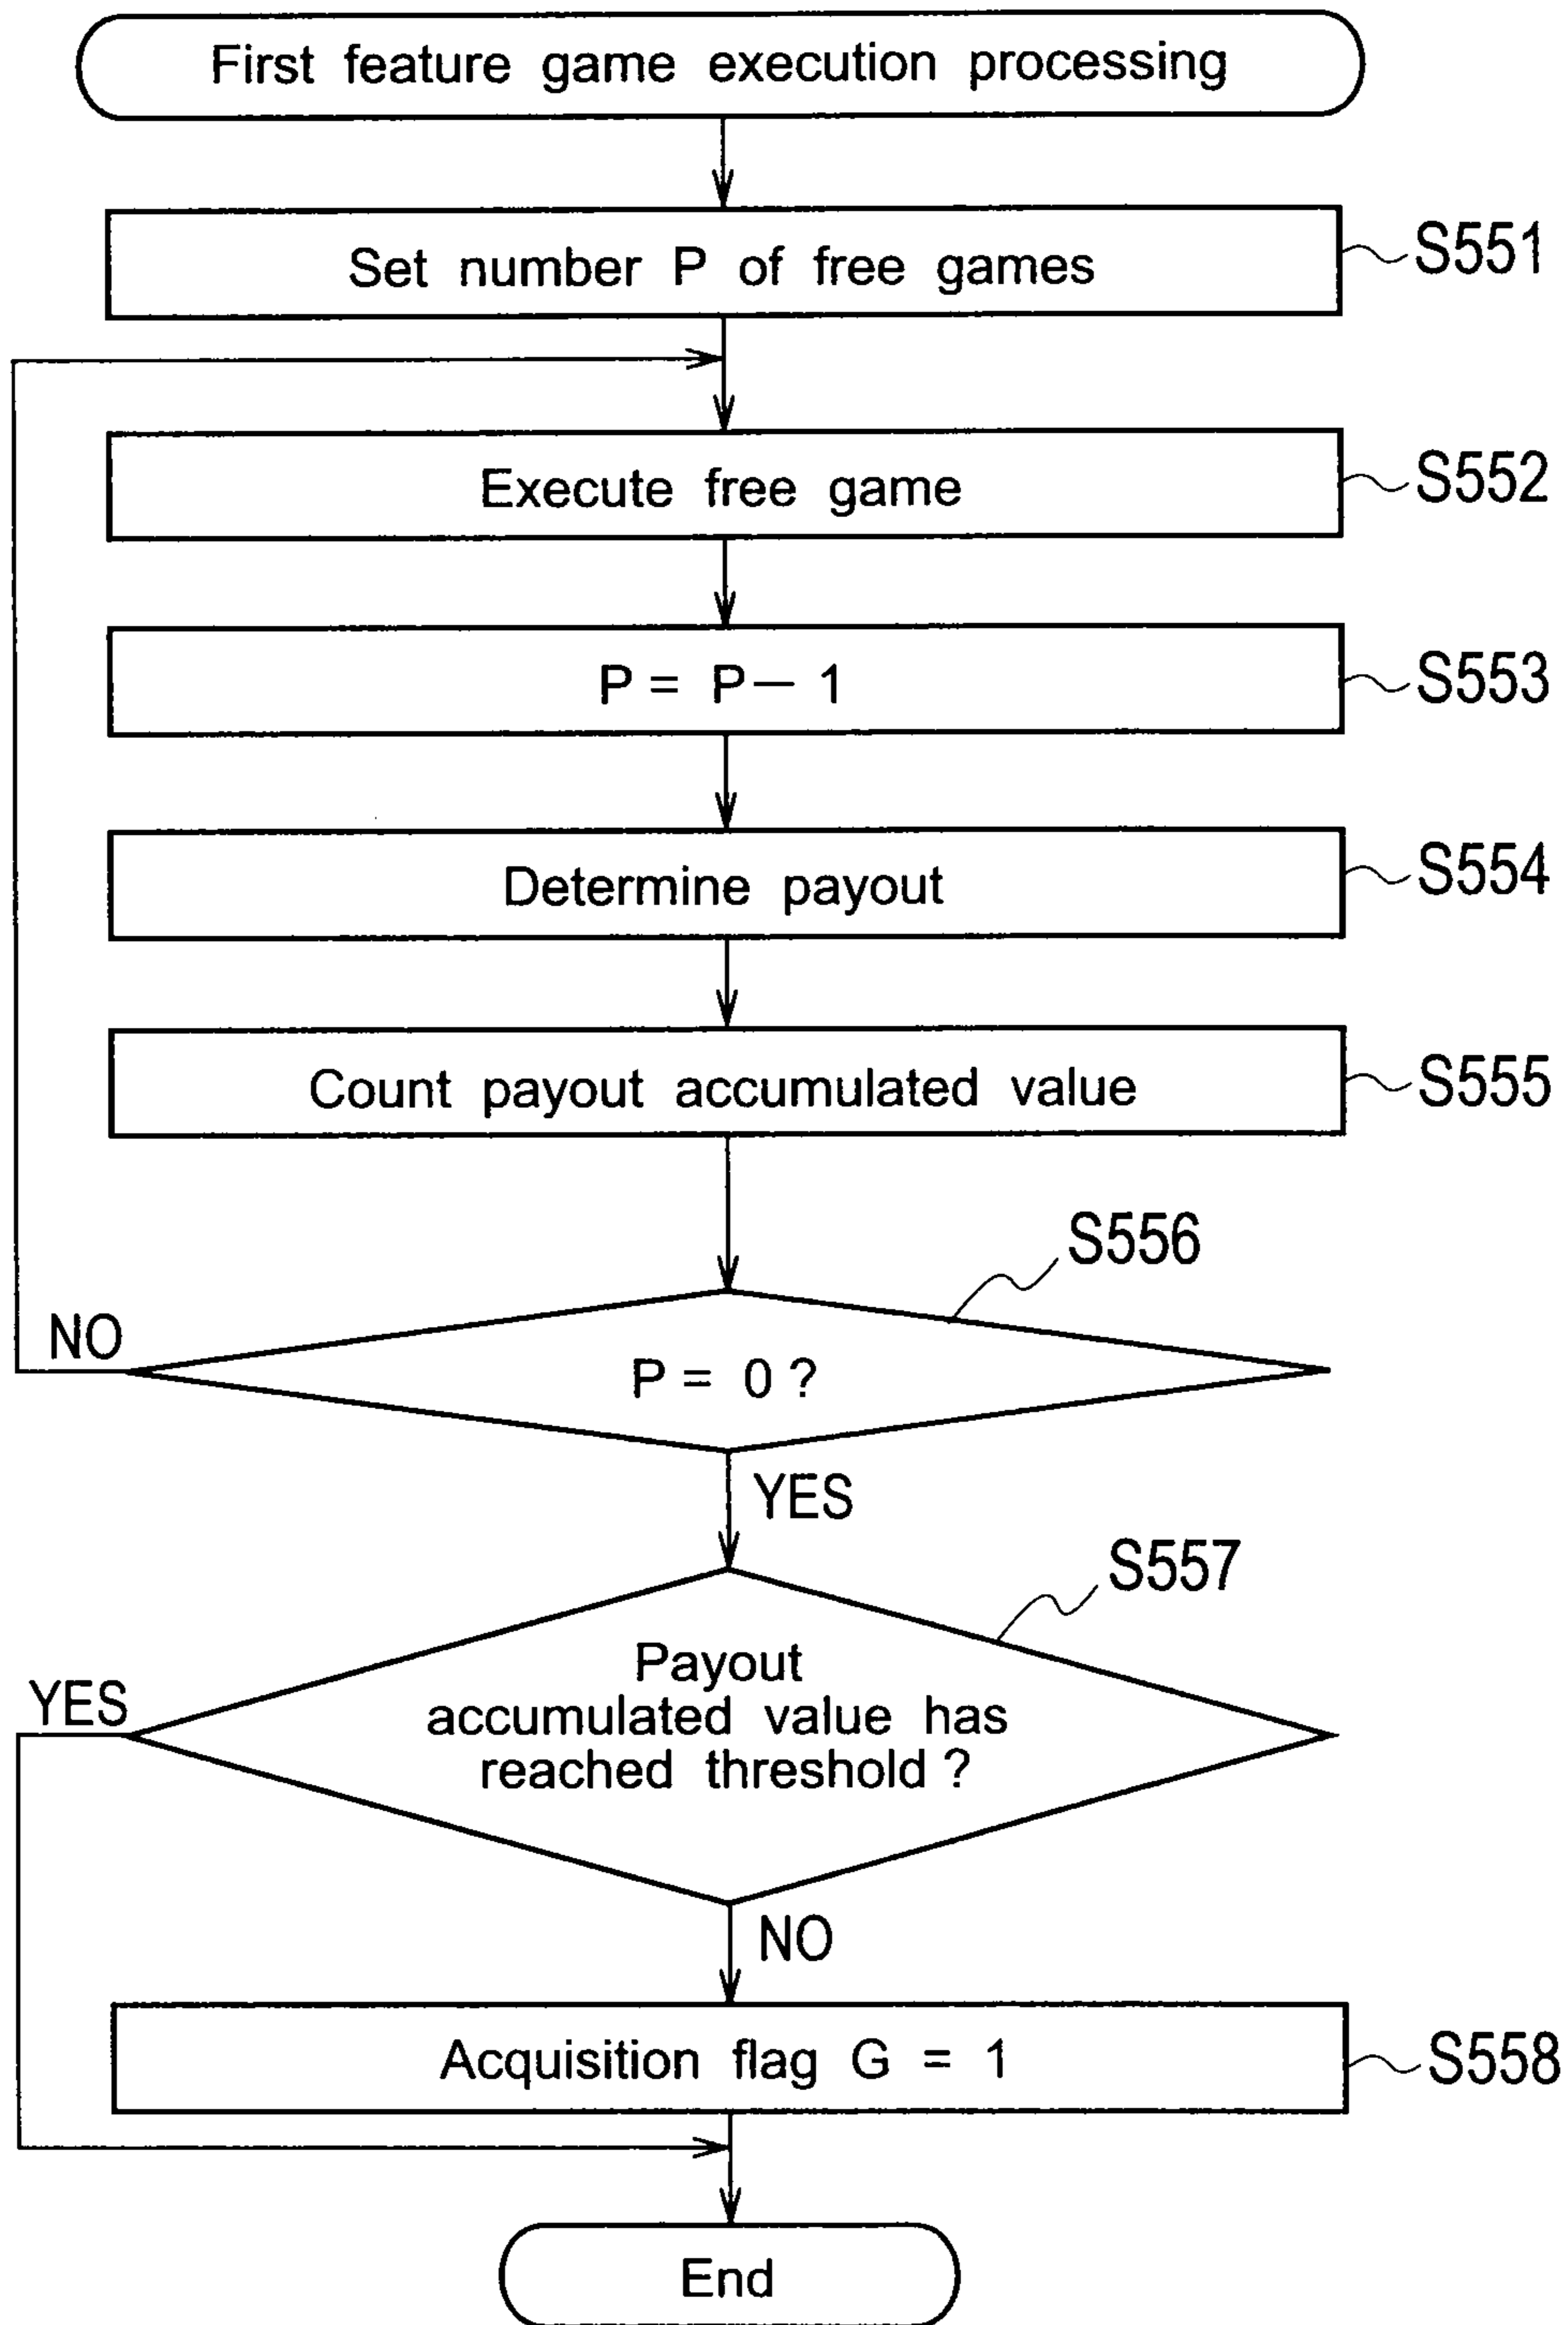 First feature game execution processing
Set number P of free games
S551
Execute free game
S552
P = P － 1
S553
Determine payout
S554
Count payout accumulated value
S555
S556
NO
P = 0 ?
YES
S557
YES
Payout
accumulated value has
reached threshold ?
NO
Acquisition flag G = 1
S558
End